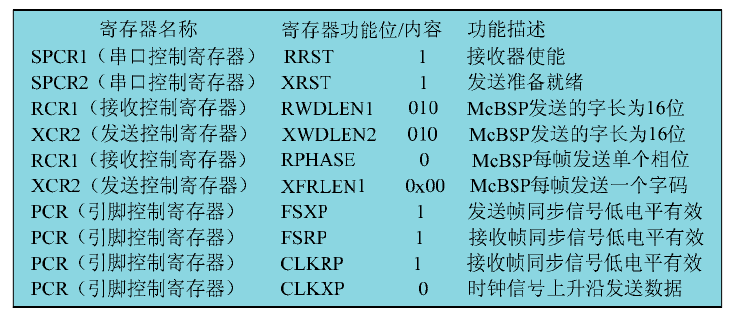 寄存器名称 寄存器功能位/内容 功能描述
SPCR1（串口控制寄存器） RRST 1 接收器使能
SPCR2（串口控制寄存器） XRST 1 发送准备就绪
RCR1（接收控制寄存器） RWDLEN1 010 McBSP发送的字长为16位
XCR2（发送控制寄存器） XWDLEN2 010 McBSP发送的字长为16位
RCR1（接收控制寄存器） RPHASE 0 McBSP每帧发送单个相位
XCR2（发送控制寄存器） XFRLEN1 0x00 McBSP每帧发送一个字码
PCR（引脚控制寄存器） FSXP 1 发送帧同步信号低电平有效
PCR（引脚控制寄存器） FSRP 1 接收帧同步信号低电平有效
PCR（引脚控制寄存器） CLKRP 1 接收帧同步信号低电平有效
PCR（引脚控制寄存器） CLKXP 0 时钟信号上升沿发送数据